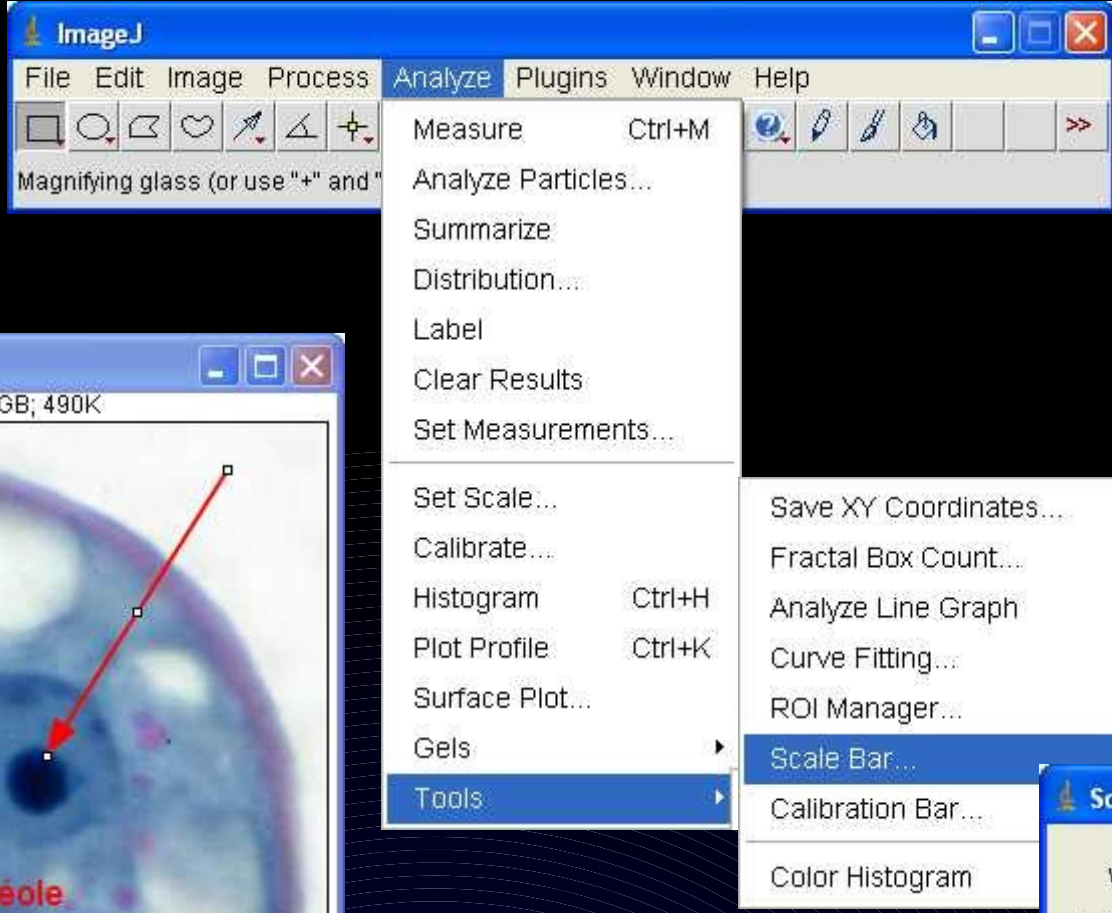 ImageJ
File Edit Image Process Analyze Plugins Window Help
>>
Magnifying glass (or use "+" and "
Measure Ctrl+M
Analyze Particles...
Summarize
Distribution...
Label
Clear Results
Set Measurements...
Set Scale...
Calibrate...
Histogram Ctrl+H
Plot Profile Ctrl+K
Surface Plot...
Gels
Tools
Save XY Coordinates...
Fractal Box Count...
Analyze Line Graph
Curve Fitting...
ROI Manager...
Scale Bar...
Calibration Bar...
Color Histogram
GB; 490K
éole
Sc